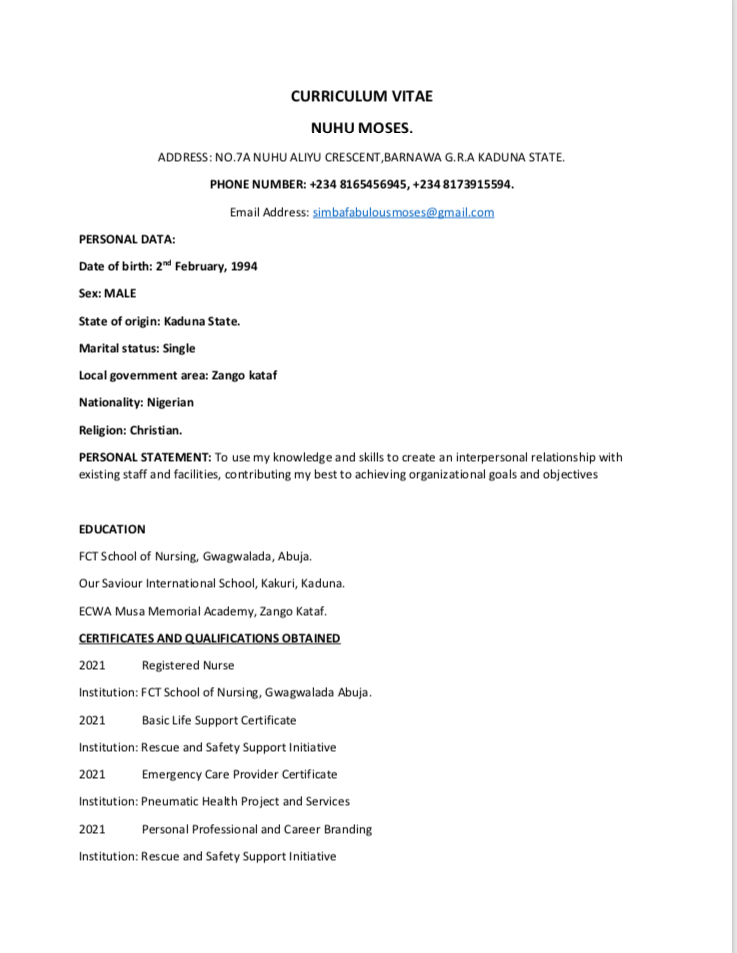 CURRICULUM VITAE
NUHU MOSES.
ADDRESS: NO.7A NUHU ALIYU CRESCENT,BARNAWA G.R.A KADUNA STATE.
PHONE NUMBER: +234 8165456945, +234 8173915594.
Email Address: simbafabulousmoses@gmail.com
PERSONAL DATA:
Date of birth: 2nd February, 1994
Sex: MALE
State of origin: Kaduna State.
Marital status: Single
Local government area: Zango kataf
Nationality: Nigerian
Religion: Christian.
PERSONAL STATEMENT: To use my knowledge and skills to create an interpersonal relationship with
existing staff and facilities, contributing my best to achieving organizational goals and objectives
EDUCATION
FCT School of Nursing, Gwagwalada, Abuja.
Our Saviour International School, Kakuri, Kaduna.
ECWA Musa Memorial Academy, Zango Kataf.
CERTIFICATES AND QUALIFICATIONS OBTAINED
2021 Registered Nurse
Institution: FCT School of Nursing, Gwagwalada Abuja.
2021 Basic Life Support Certificate
Institution: Rescue and Safety Support Initiative
2021 Emergency Care Provider Certificate
Institution: Pneumatic Health Project and Services
2021 Personal Professional and Career Branding
Institution: Rescue and Safety Support Initiative